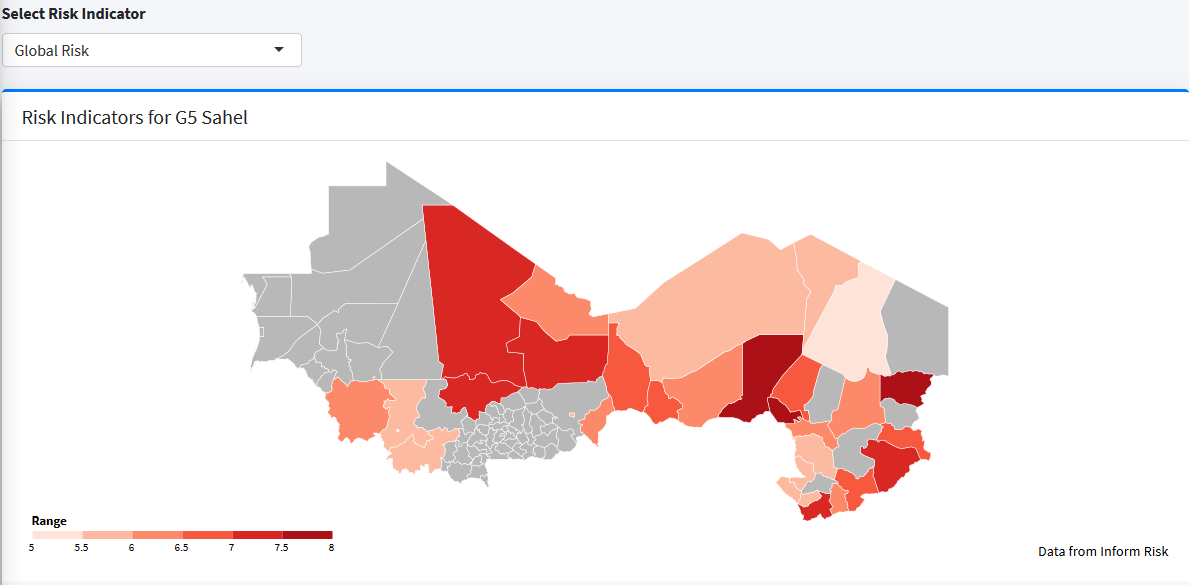 Select Risk Indicator
Global Risk
Risk Indicators for G5 Sahel
Range
5 5.5 6 6.5 7 7.5 8
Data from Inform Risk